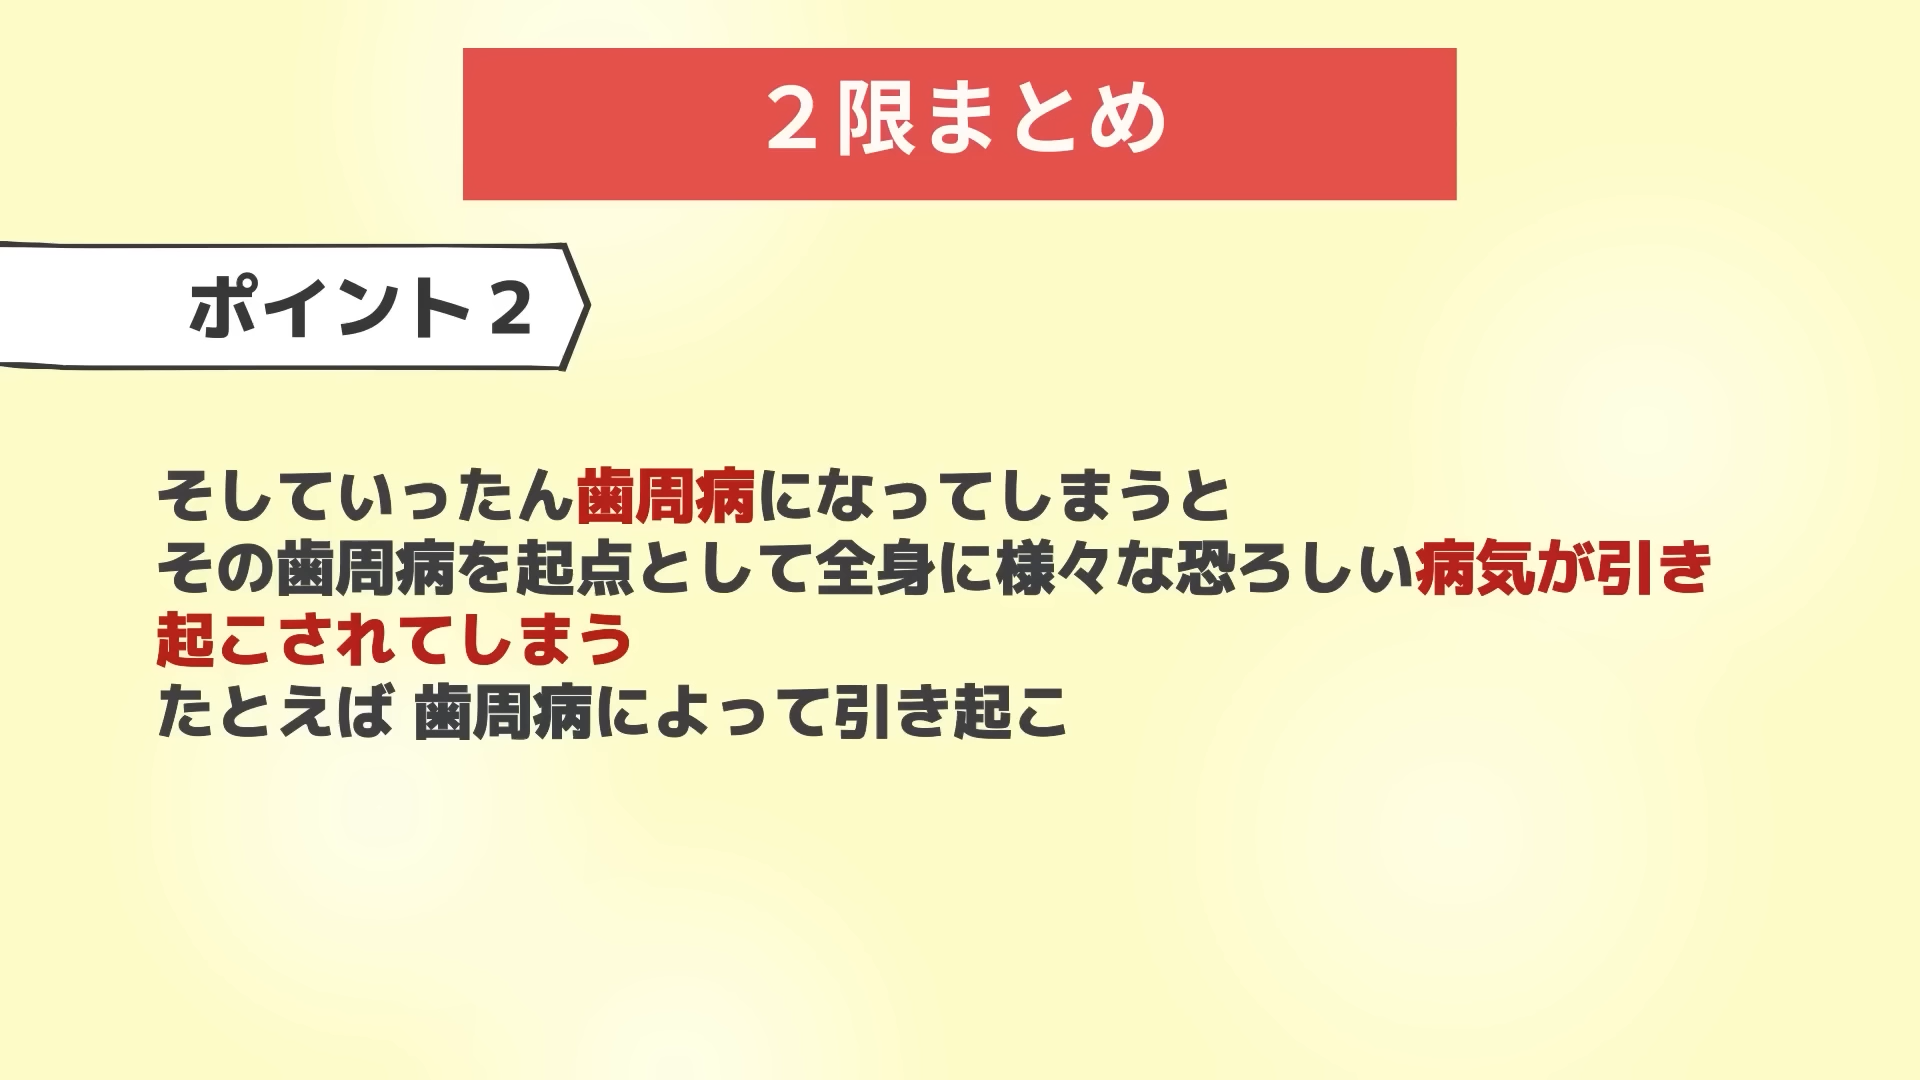 ２限まとめ
ポイント２
そしていったん歯周病になってしまうと
その歯周病を起点として全身に様々な恐ろしい病気が引き
起こされてしまう
たとえば 歯周病によって引き起こ